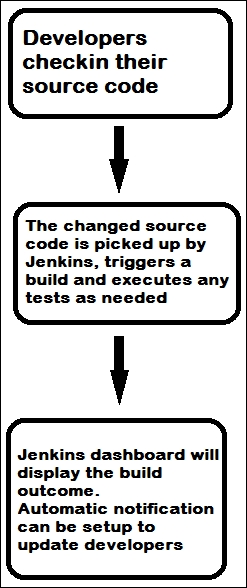 Developers
checkin their
source code
The changed source
code is picked up by
Jenkins, triggers a
build and executes any
tests as needed
Jenkins dashboard will
display the build
outcome.
Automatic notification
can be setup to
update developers